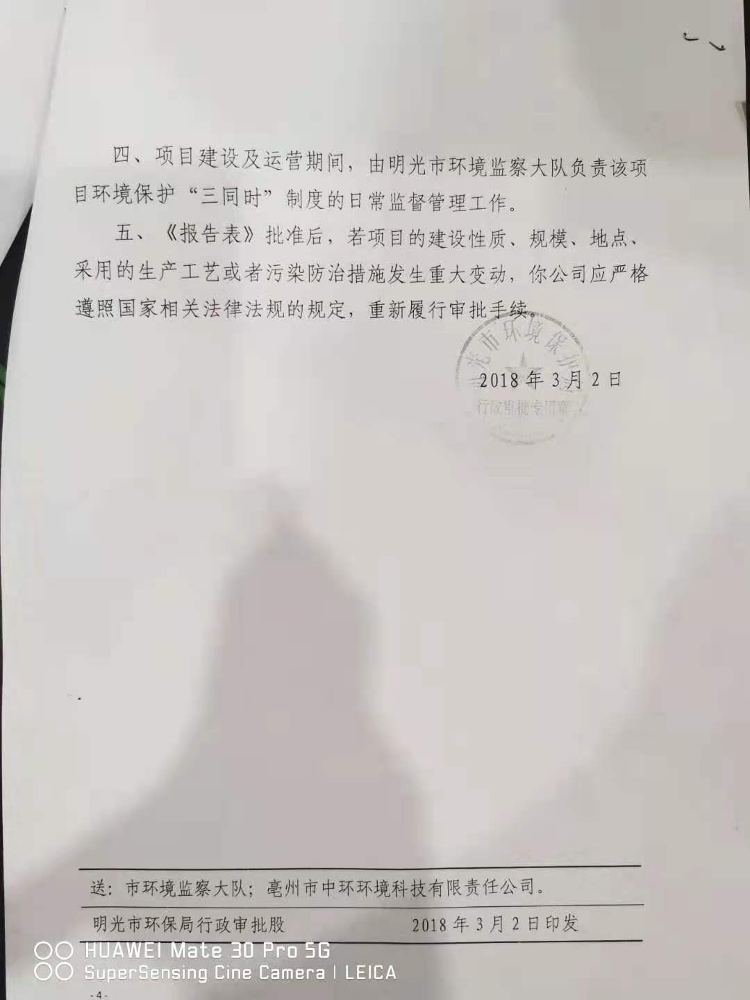 四、项目建设及运营期间，由明光市环境监察大队负责该项
目环境保护“三同时”制度的日常监督管理工作。
五、《报告表》批准后，若项目的建设性质、规模、地点、
采用的生产工艺或者污染防治措施发生重大变动，你公司应严格
遵照国家相关法律法规的规定，重新履行审批手续。
光市环境保护
2018年3月2日
行政审批专用章
送：市环境监察大队；亳州市中环环境科技有限责任公司。
明光市环保局行政审批股 2018年3月2日印发
HUAWEI Mate 30 Pro 5G
SuperSensing Cine Camera | LEICA
-4-